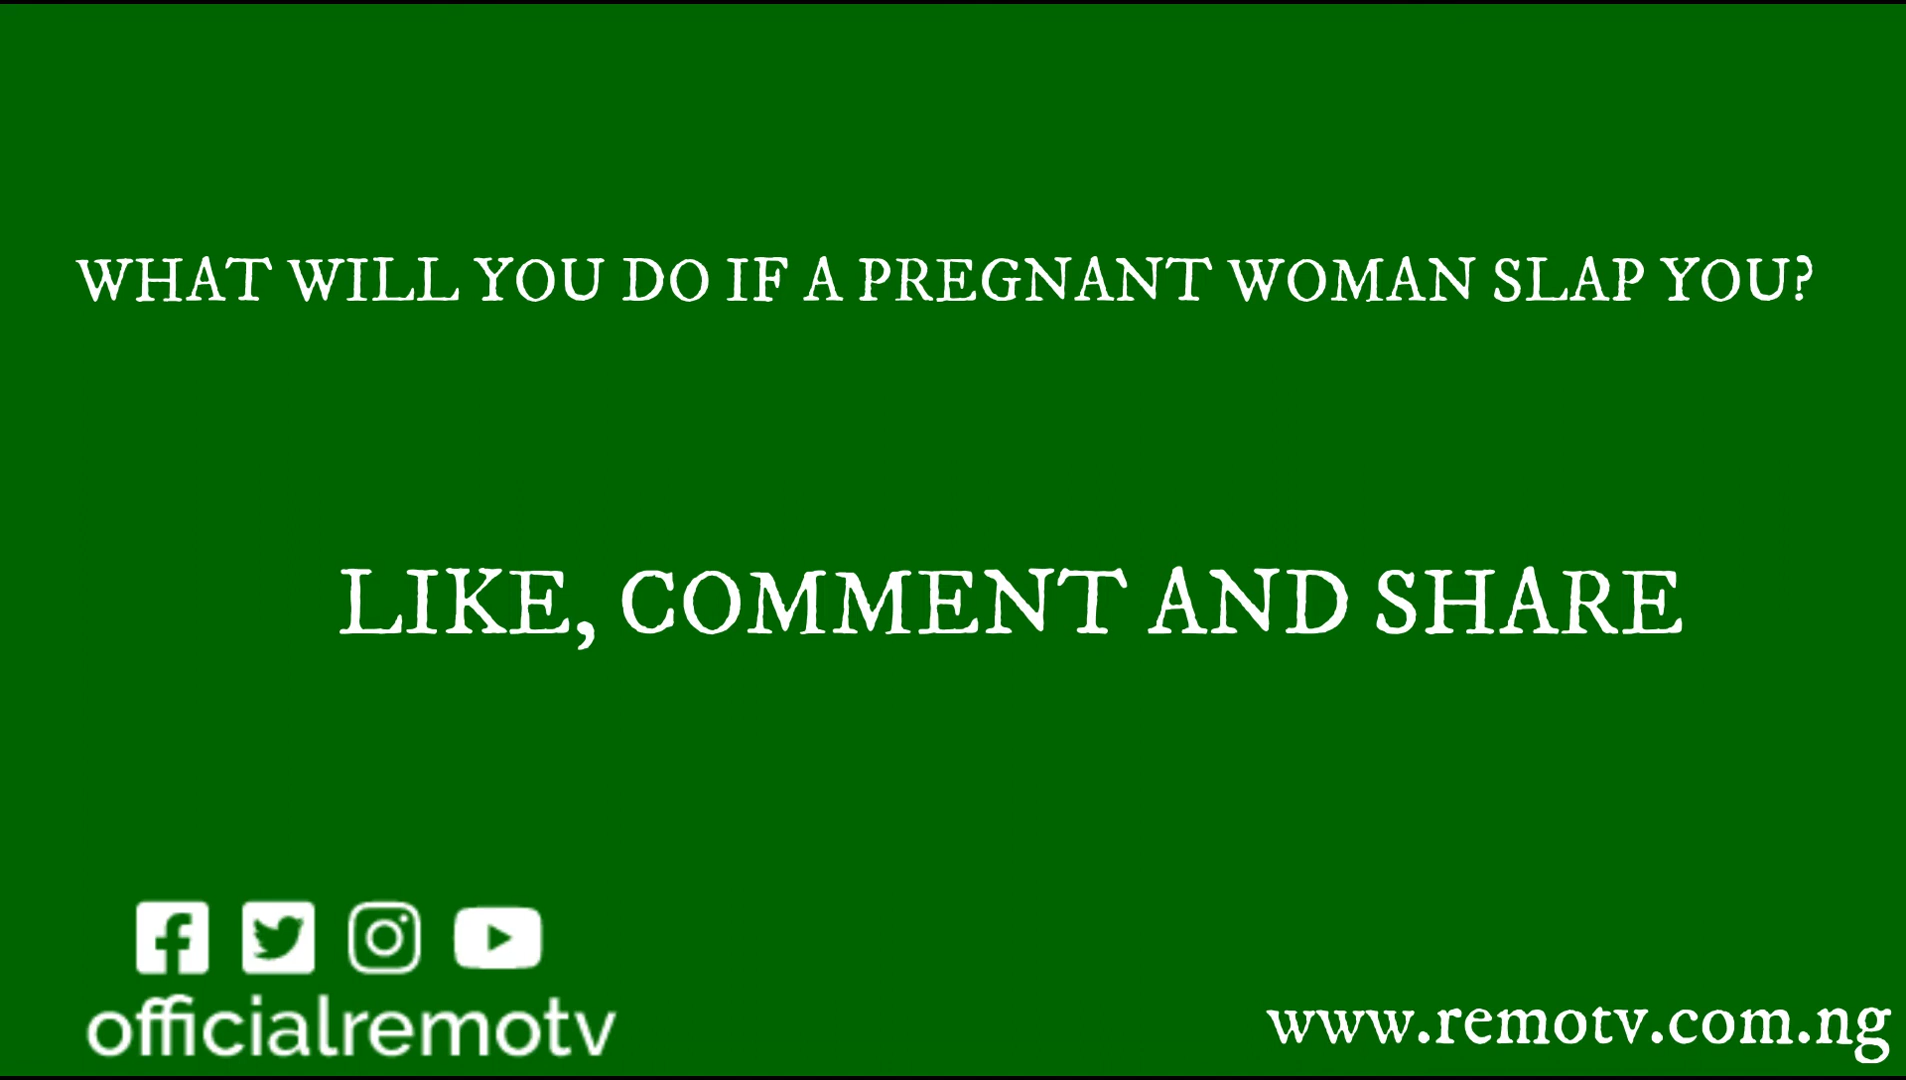 WHAT WILL YOU DO IF A PREGNANT WOMAN SLAP YOU?
LIKE, COMMENT AND SHARE
officialremotv
www.remotv.com.ng